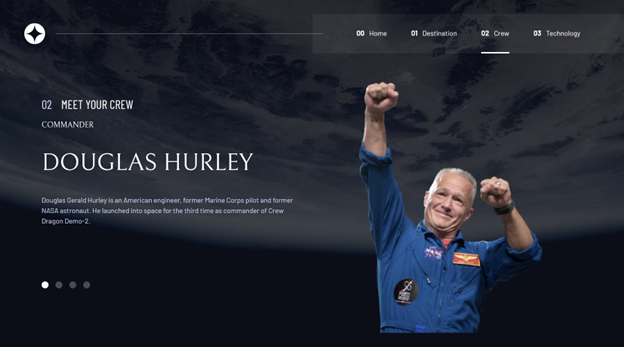 00 Home 01 Destination 02 Crew 03 Technology
02 MEET YOUR CREW
COMMANDER
DOUGLAS HURLEY
Douglas Gerald Hurley is an American engineer, former Marine Corps pilot and former
NASA astronaut. He launched into space for the third time as commander of Crew
Dragon Demo-2.
NASA